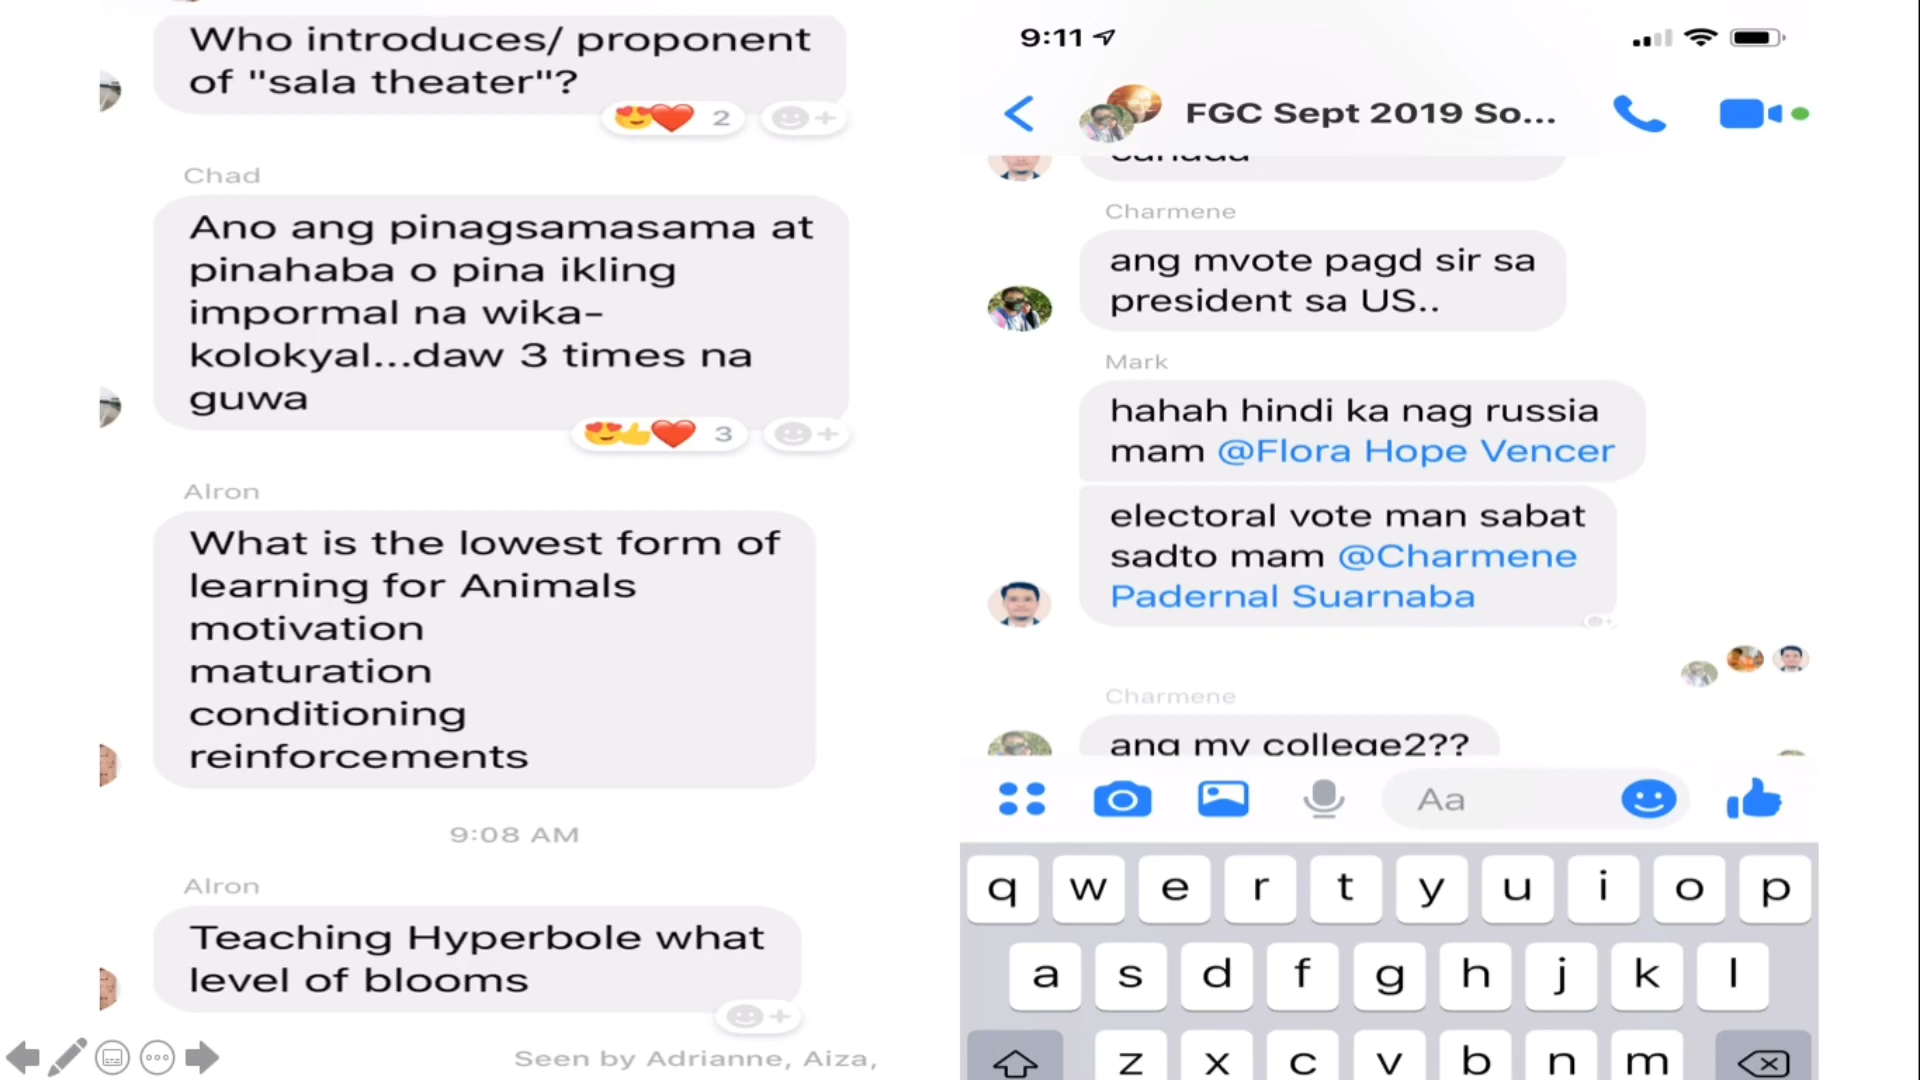 Who introduces/ proponent
of "sala theater"?
2
Chad
Ano ang pinagsamasama at
pinahaba o pina ikling
impormal na wika-
kolokyal...daw 3 times na
guwa
3
Alron
What is the lowest form of
learning for Animals
motivation
maturation
conditioning
reinforcements
9:08 AM
Alron
Teaching Hyperbole what
level of blooms
Seen by Adrianne, Aiza,
9:11
FGC Sept 2019 So...
canada
Charmene
ang mvote pagd sir sa
president sa US..
Mark
hahah hindi ka nag russia
mam @Flora Hope Vencer
electoral vote man sabat
sadto mam @Charmene
Padernal Suarnaba
Charmene
ang my college2??
Aa
q w e r t y u i o p
a s d f g h j k l
z x c v b n m